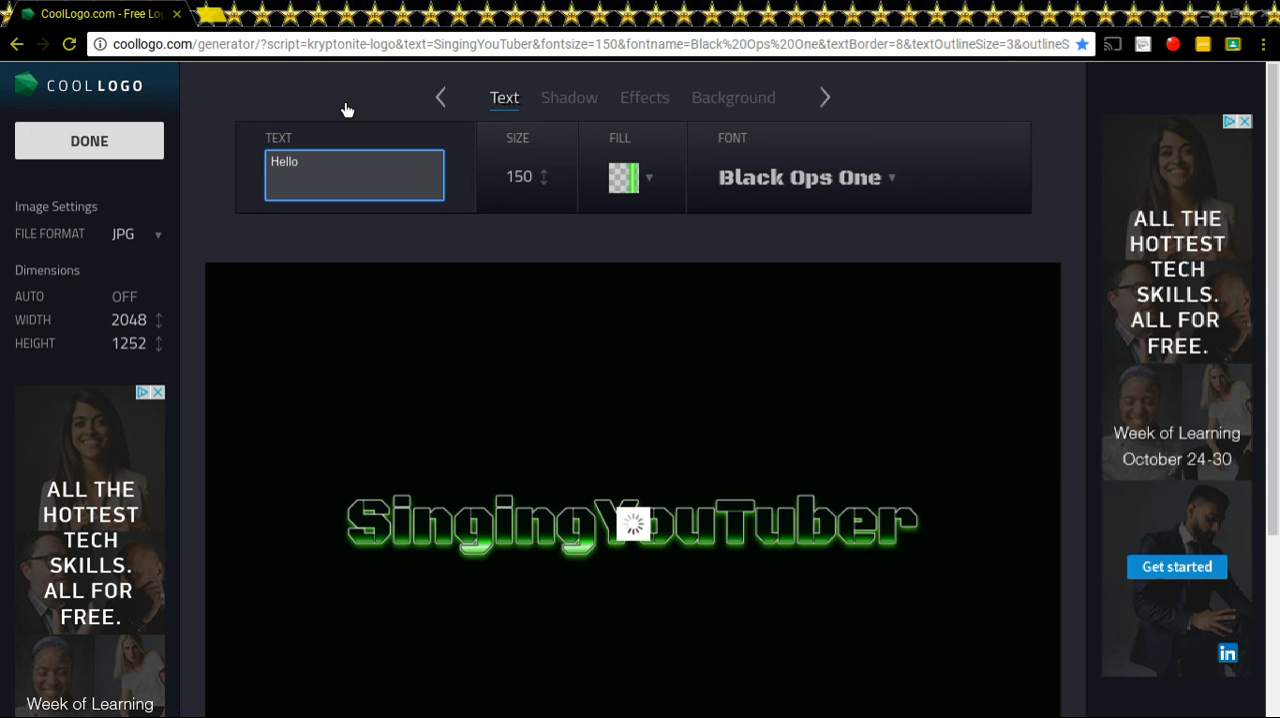 CoolLogo.com - Free Lo
coollogo.com/generator/?script=kryptonite-logo&text=SingingYouTuber&fontsize=150&fontname=Black%20Ops%20One&textBorder=8&textOutlineSize=3&outlineS
COOL LOGO
DONE
Image Settings
FILE FORMAT JPG
Dimensions
AUTO OFF
WIDTH 2048
HEIGHT 1252
Text Shadow Effects Background
TEXT SIZE FILL FONT
Hello
150
Black Ops One
SingingYouTuber
ALL THE
HOTTEST
TECH
SKILLS.
ALL FOR
FREE.
Week of Learning
ALL THE
HOTTEST
TECH
SKILLS.
ALL FOR
FREE.
Week of Learning
October 24-30
Get started
in